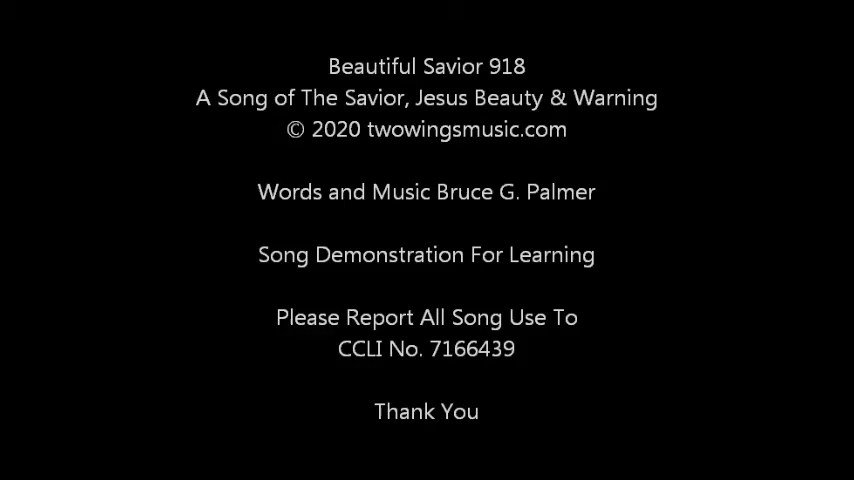 Beautiful Savior 918
A Song of The Savior, Jesus Beauty & Warning
© 2020 twowingsmusic.com
Words and Music Bruce G. Palmer
Song Demonstration For Learning
Please Report All Song Use To
CCLI No. 7166439
Thank You